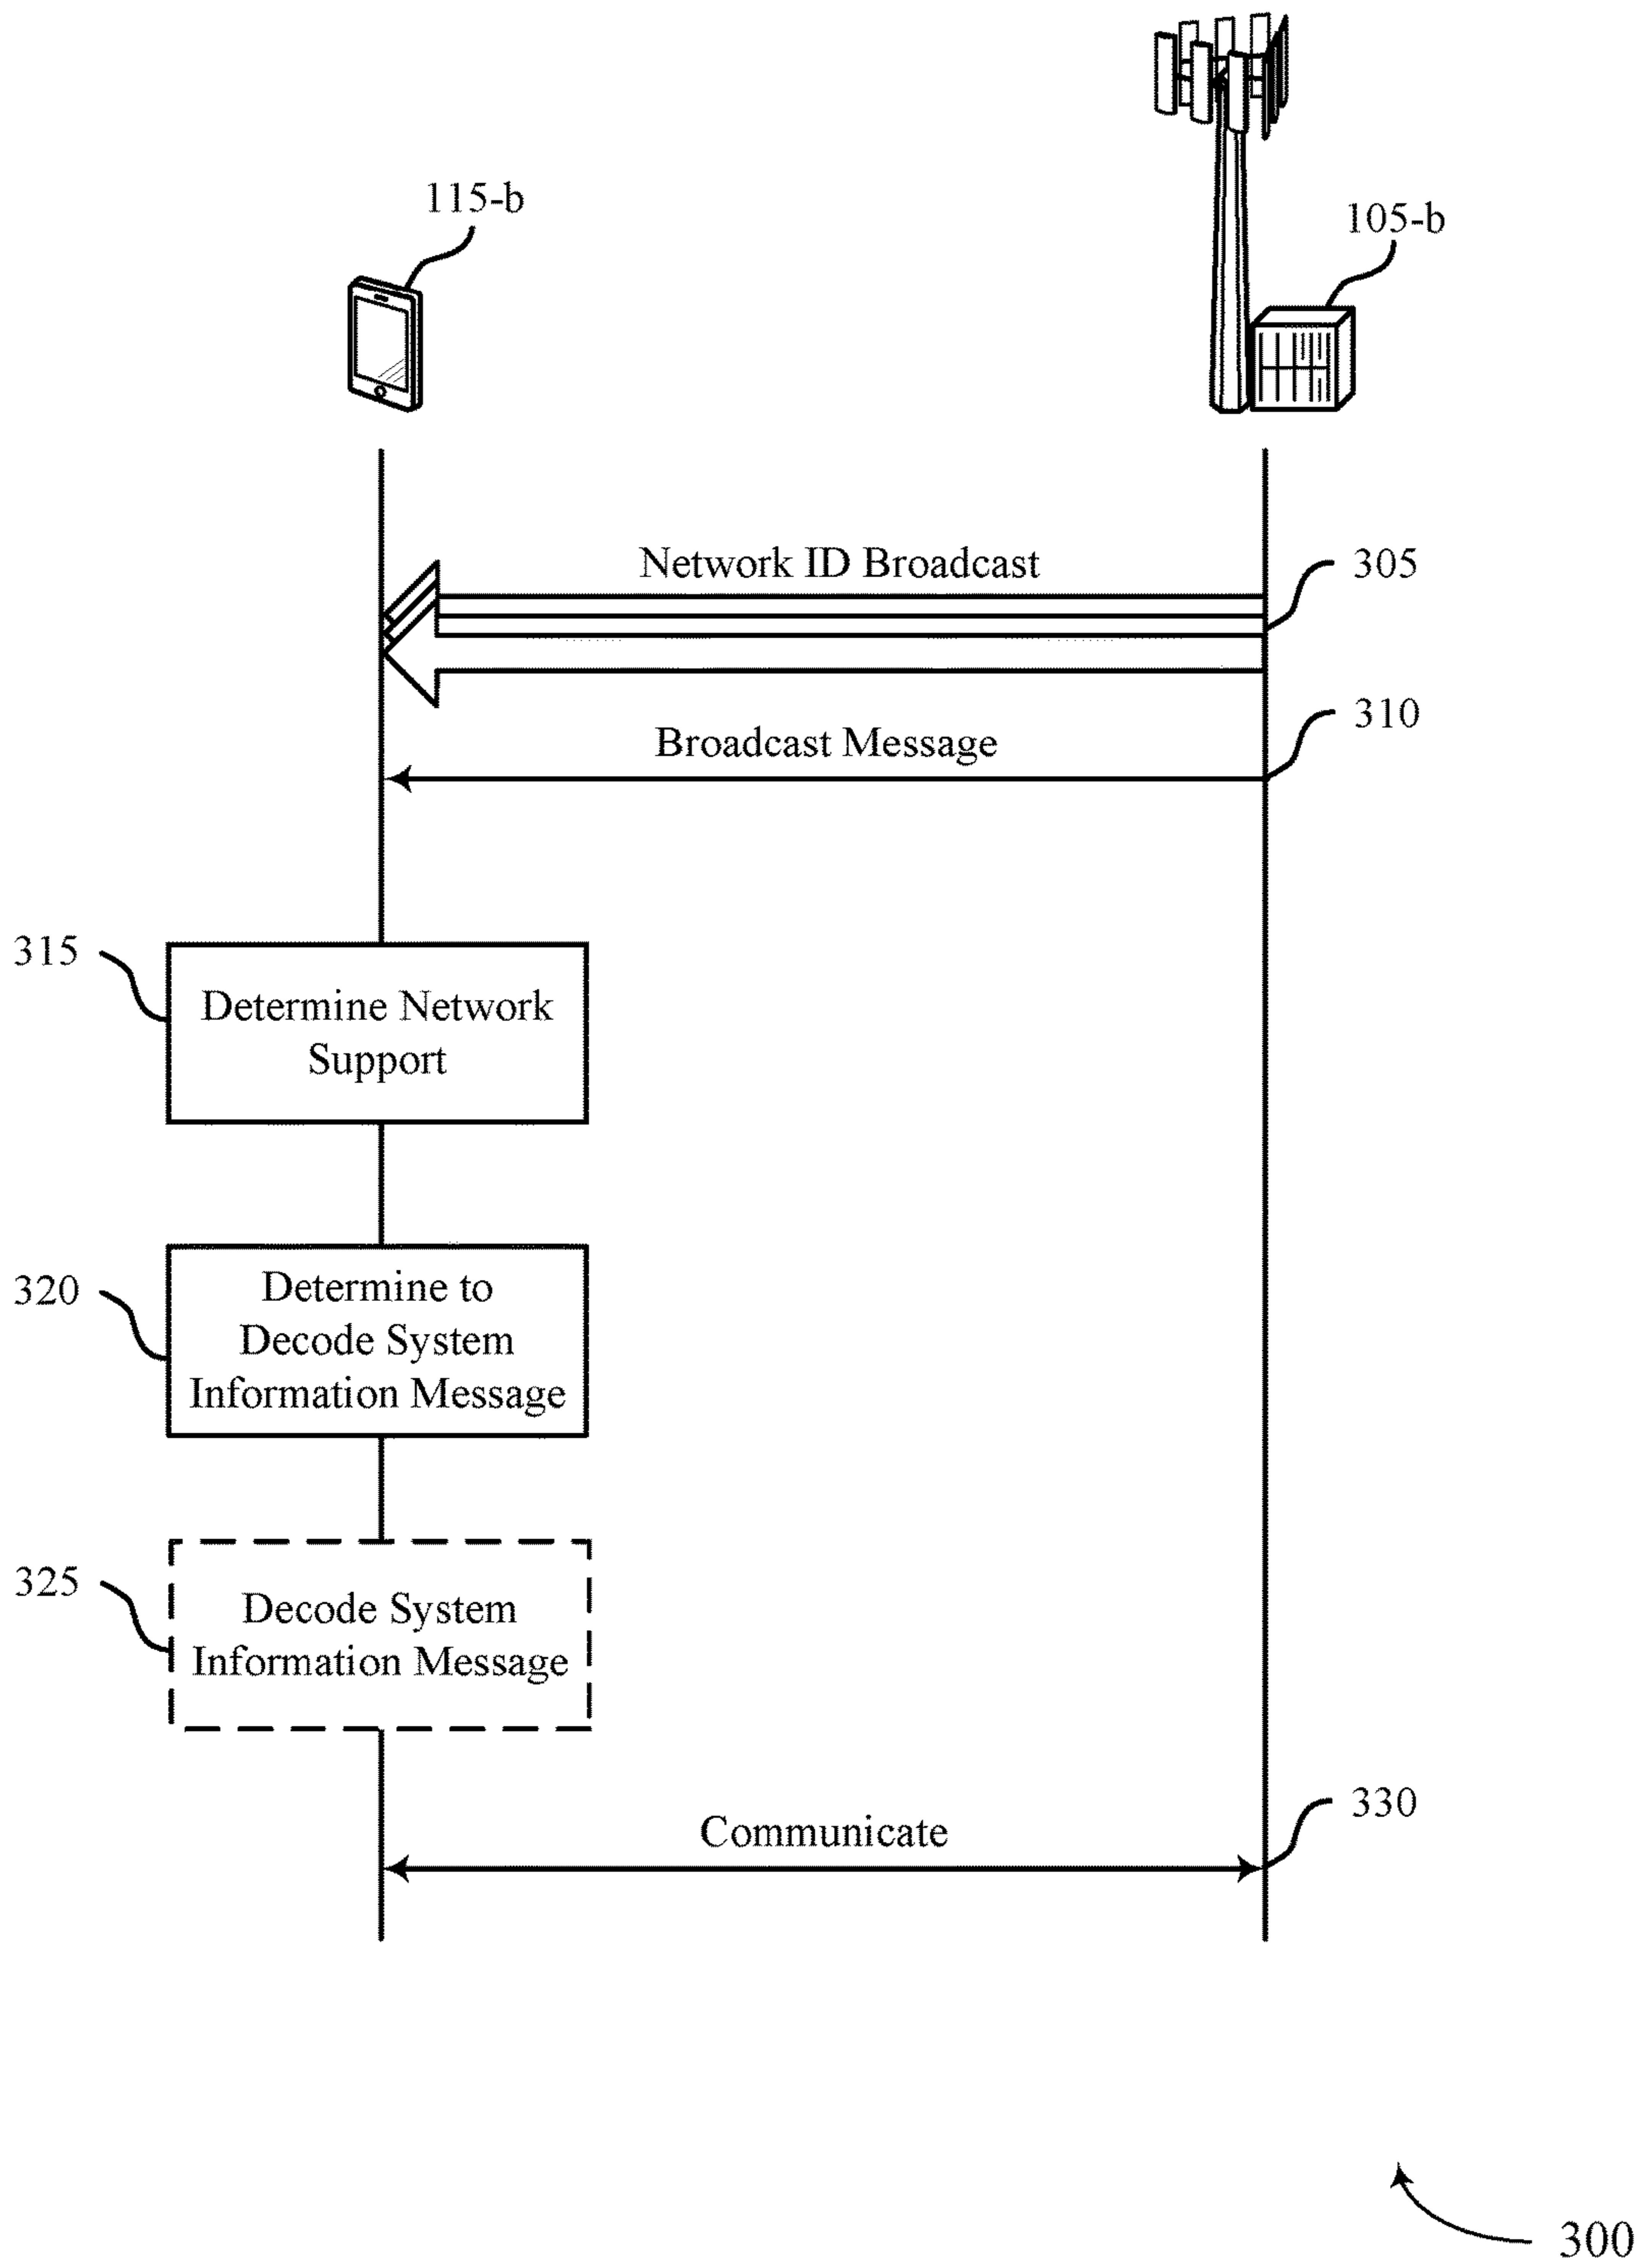 115-b
105-b
Network ID Broadcast
305
310
Broadcast Message
315
Determine Network
Support
320
Determine to
Decode System
Information Message
325
Decode System
Information Message
330
Communicate
300